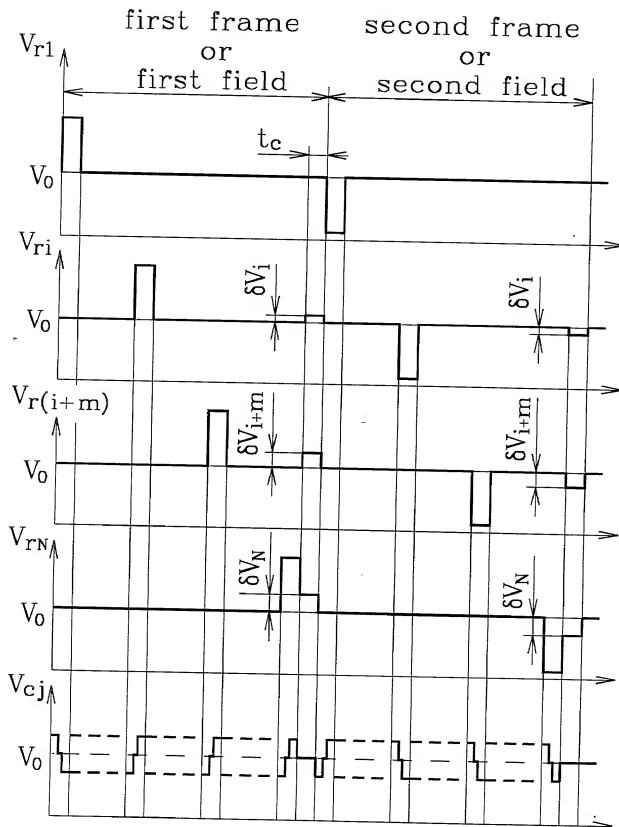 first frame
or
first field
second frame
or
second field
Vr1
tc
V0
Vri
δVi
δVi
V0
Vr(i+m)
δVi+m
δVi+m
V0
VrN
δVN
δVN
V0
Vcj
V0